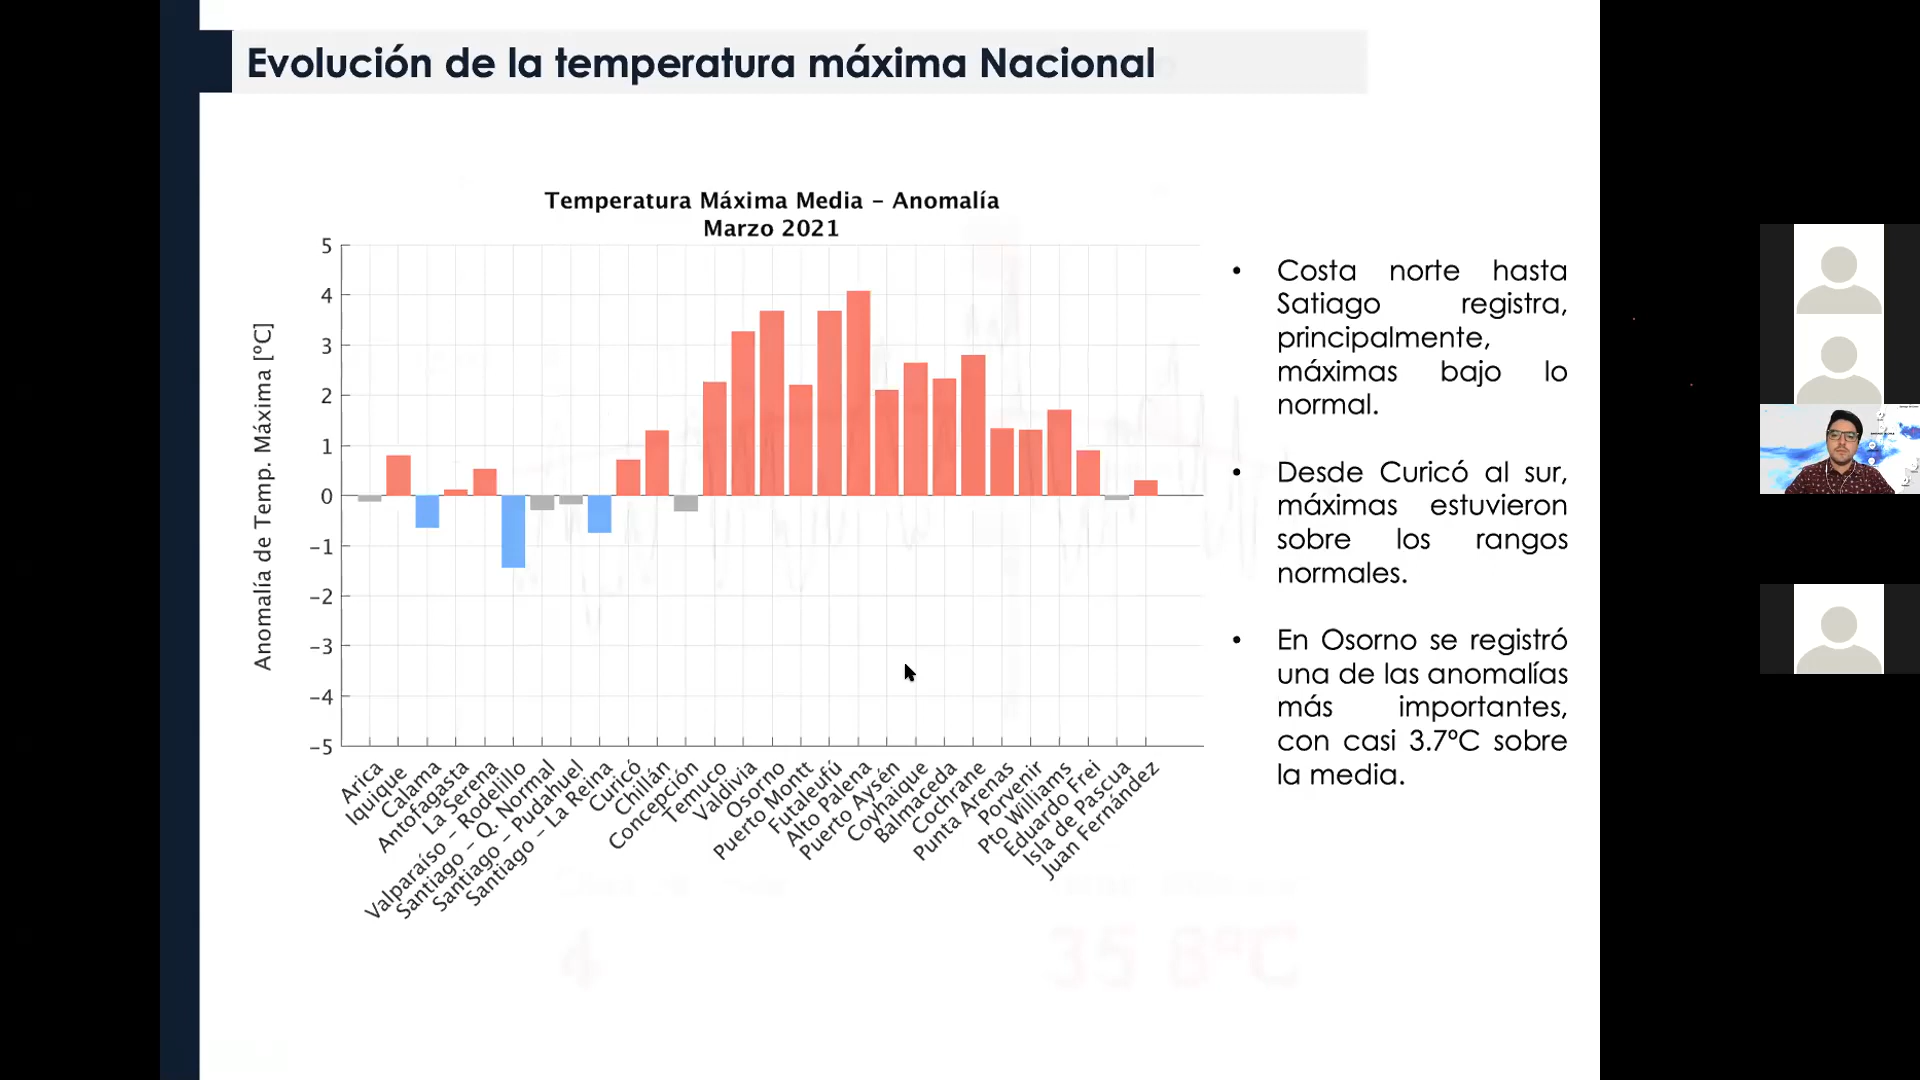 Evolución de la temperatura máxima Nacional
Temperatura Máxima Media – Anomalía
Marzo 2021
Anomalía de Temp. Máxima [°C]
5
4
3
2
1
0
−1
−2
−3
−4
−5
Arica
Iquique
Calama
Antofagasta
La Serena
Valparaíso – Rodelillo
Santiago – Q. Normal
Santiago – Pudahuel
Santiago – La Reina
Curicó
Chillán
Concepción
Temuco
Valdivia
Osorno
Puerto Montt
Futaleufú
Alto Palena
Puerto Aysén
Coyhaique
Balmaceda
Cochrane
Punta Arenas
Porvenir
Pto Williams
Eduardo Frei
Isla de Pascua
Juan Fernández
• Costa norte hasta
Satiago registra,
principalmente,
máximas bajo lo
normal.
• Desde Curicó al sur,
máximas estuvieron
sobre los rangos
normales.
• En Osorno se registró
una de las anomalías
más importantes,
con casi 3.7ºC sobre
la media.
4
35 8ºC